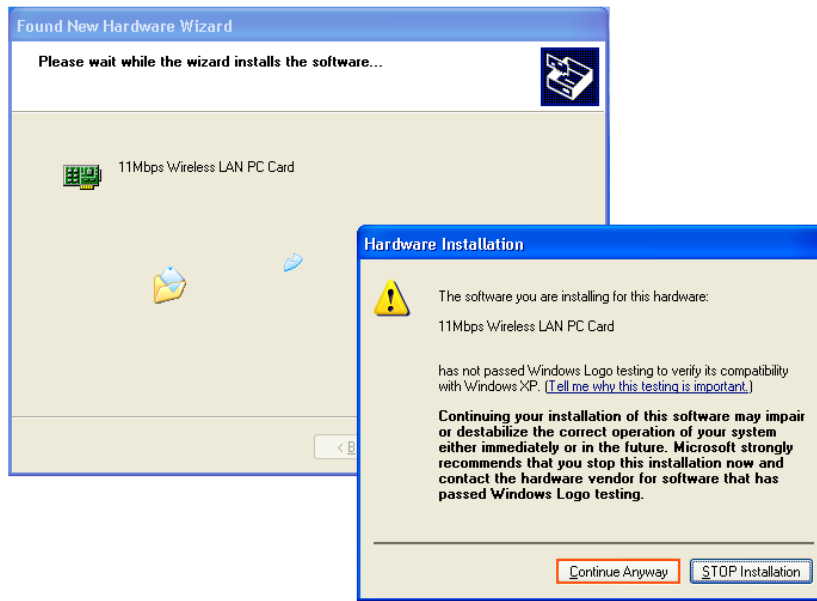 Found New Hardware Wizard
Please wait while the wizard installs the software...
11Mbps Wireless LAN PC Card
< B
Hardware Installation
The software you are installing for this hardware:
11Mbps Wireless LAN PC Card
has not passed Windows Logo testing to verify its compatibility
with Windows XP. (Tell me why this testing is important.)
Continuing your installation of this software may impair
or destabilize the correct operation of your system
either immediately or in the future. Microsoft strongly
recommends that you stop this installation now and
contact the hardware vendor for software that has
passed Windows Logo testing.
Continue Anyway
STOP Installation